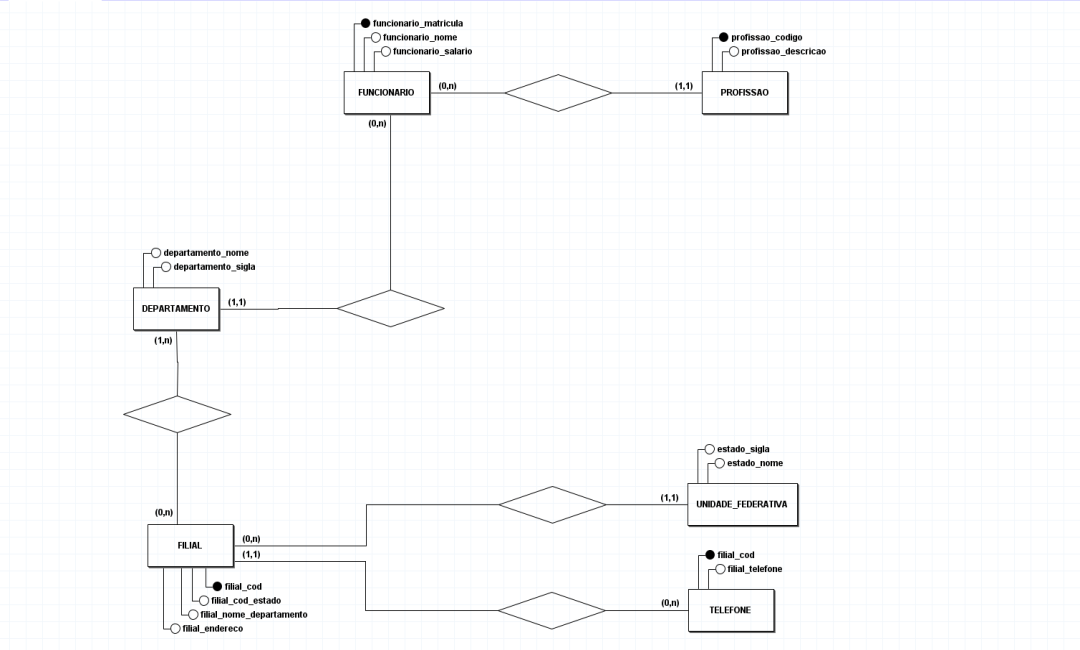 funcionario_matricula
funcionario_nome
funcionario_salario
profissao_codigo
profissao_descricao
FUNCIONARIO
(0,n)
(1,1)
PROFISSAO
(0,n)
departamento_nome
departamento_sigla
DEPARTAMENTO
(1,1)
(1,n)
estado_sigla
estado_nome
(1,1)
UNIDADE_FEDERATIVA
(0,n)
FILIAL
(0,n)
(1,1)
filial_cod
filial_cod_estado
filial_nome_departamento
filial_endereco
filial_cod
filial_telefone
(0,n)
TELEFONE